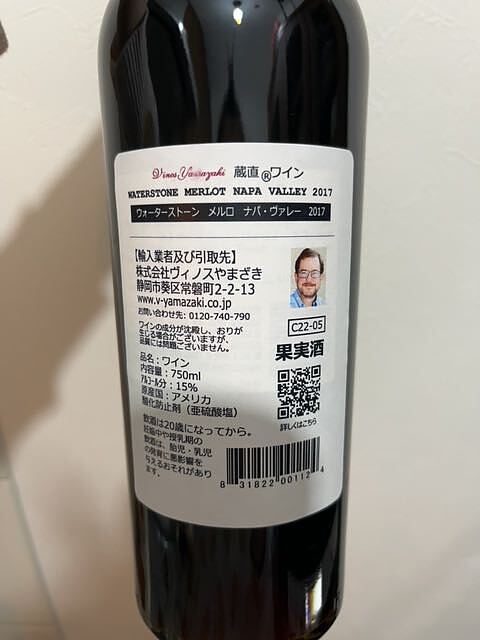 Vinos Yamazaki 蔵直®ワイン
WATERSTONE MERLOT NAPA VALLEY 2017
ウォーターストーン メルロ ナパ・ヴァレー 2017
【輸入業者及び引取先】
株式会社ヴィノスやまざき
静岡市葵区常磐町2-2-13
www.v-yamazaki.co.jp
お問い合わせ先: 0120-740-790
ワインの成分が沈殿し、おりが
生じる場合がございますが、
品質には問題ございません。
C22-05
果実酒
品名:ワイン
内容量:750ml
アルコール分:15%
原産国:アメリカ
酸化防止剤(亜硫酸塩)
詳しくはこちら
飲酒は20歳になってから。
妊娠中や授乳期の
飲酒は、胎児・乳児
の発育に悪影響を
与えるおそれがあり
ます。
8 31822 00112 4